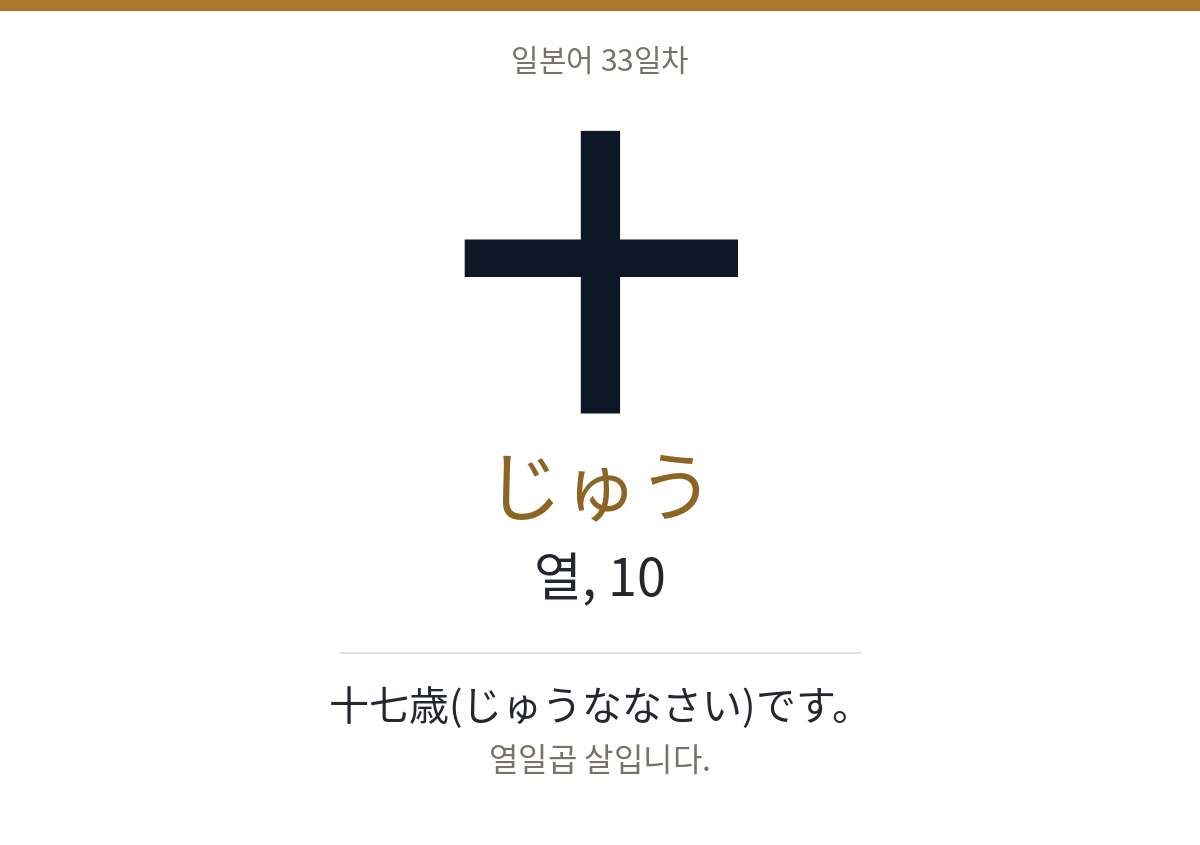 일본어 33일차
十
じゅう
열, 10
十七歳(じゅうななさい)です。
열일곱 살입니다.